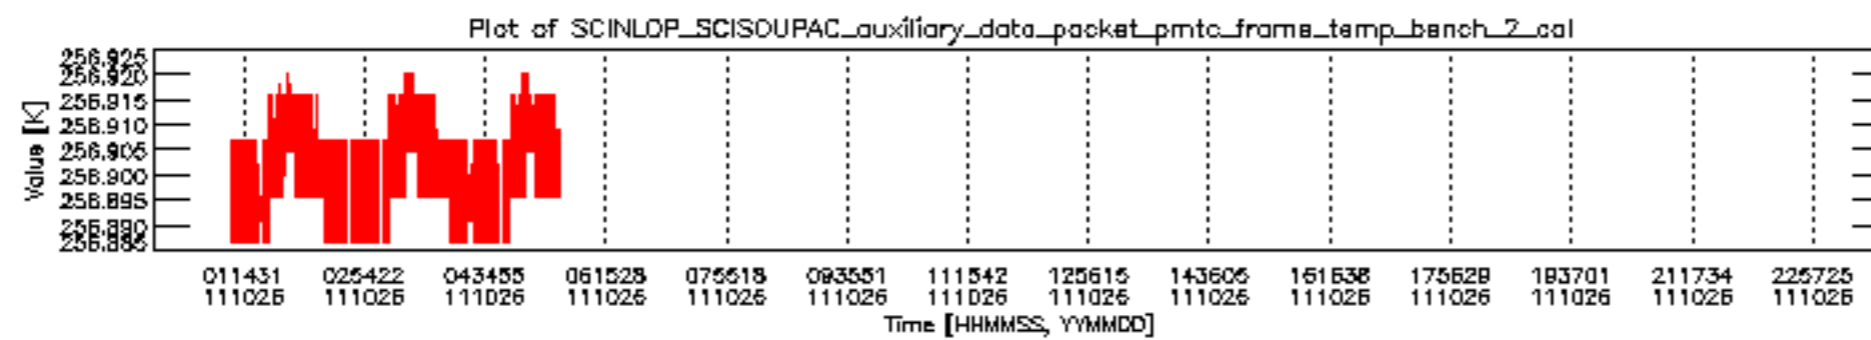 Plot of SCINLOP_SCISOUPAC_auxiliary_data_packet_pmtc_frame_temp_bench_2_cal
256.925
256.920
256.915
256.910
256.905
256.900
256.895
256.890
256.885
Value [K]
011431 025422 043455 061528 075518 093551 111542 125615 143605 161638 175629 193701 211734 225725
111026 111026 111026 111026 111026 111026 111026 111026 111026 111026 111026 111026 111026 111026
Time [HHMMSS, YYMMDD]